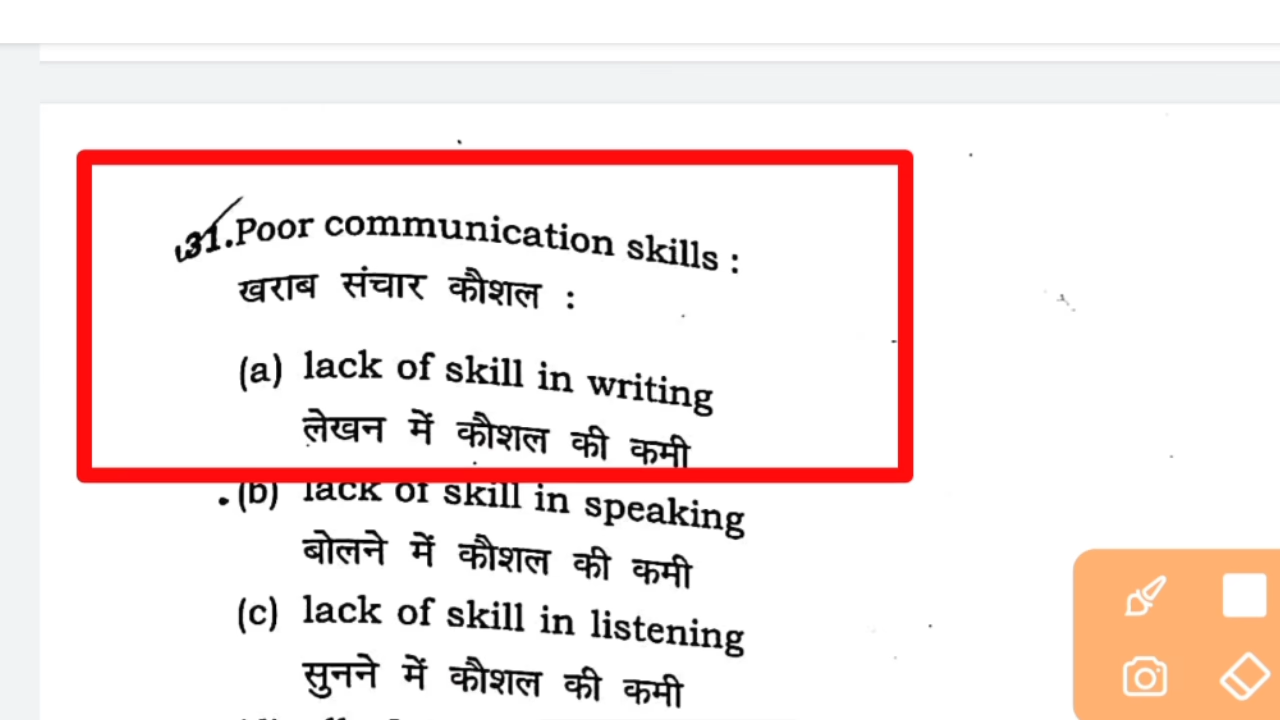 31. Poor communication skills :
खराब संचार कौशल :
(a) lack of skill in writing
लेखन में कौशल की कमी
(b) lack of skill in speaking
बोलने में कौशल की कमी
(c) lack of skill in listening
सुनने में कौशल की कमी